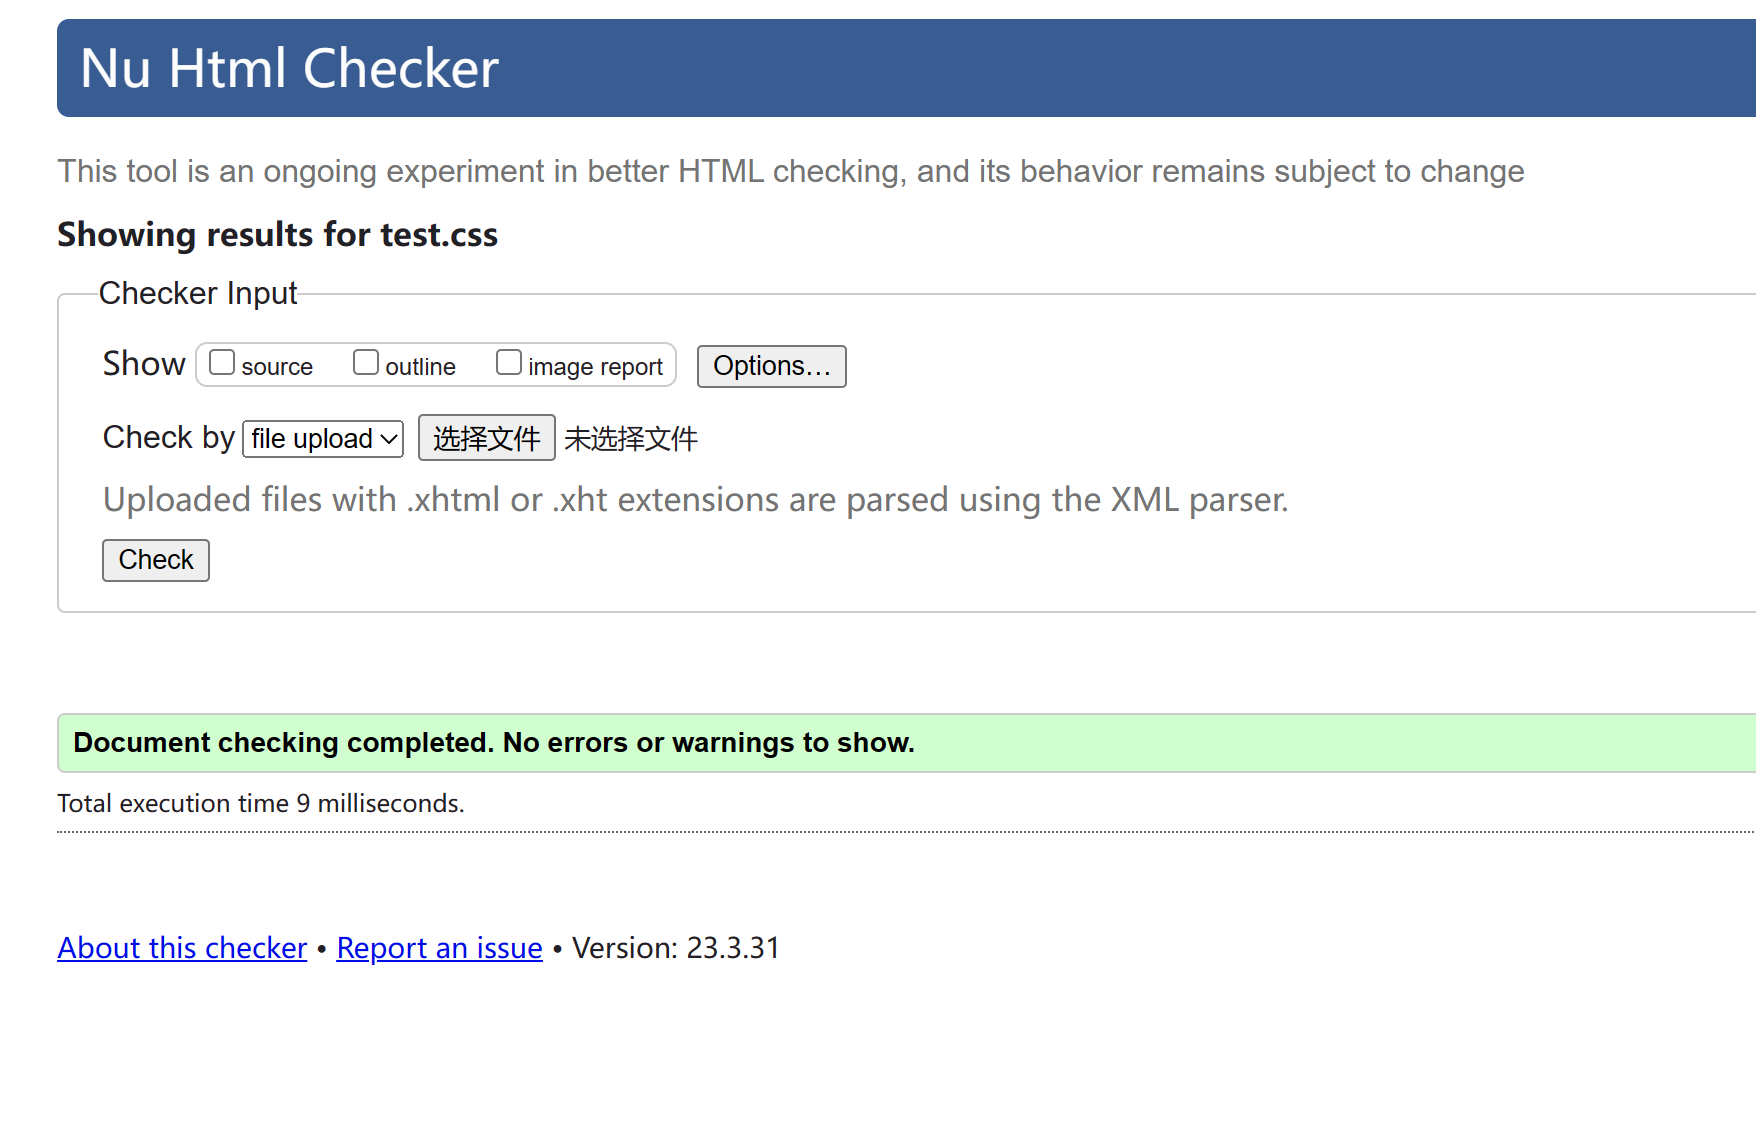 Nu Html Checker
This tool is an ongoing experiment in better HTML checking, and its behavior remains subject to change
Showing results for test.css
Checker Input
Show source outline image report Options...
Check by file upload 选择文件 未选择文件
Uploaded files with .xhtml or .xht extensions are parsed using the XML parser.
Check
Document checking completed. No errors or warnings to show.
Total execution time 9 milliseconds.
About this checker • Report an issue • Version: 23.3.31